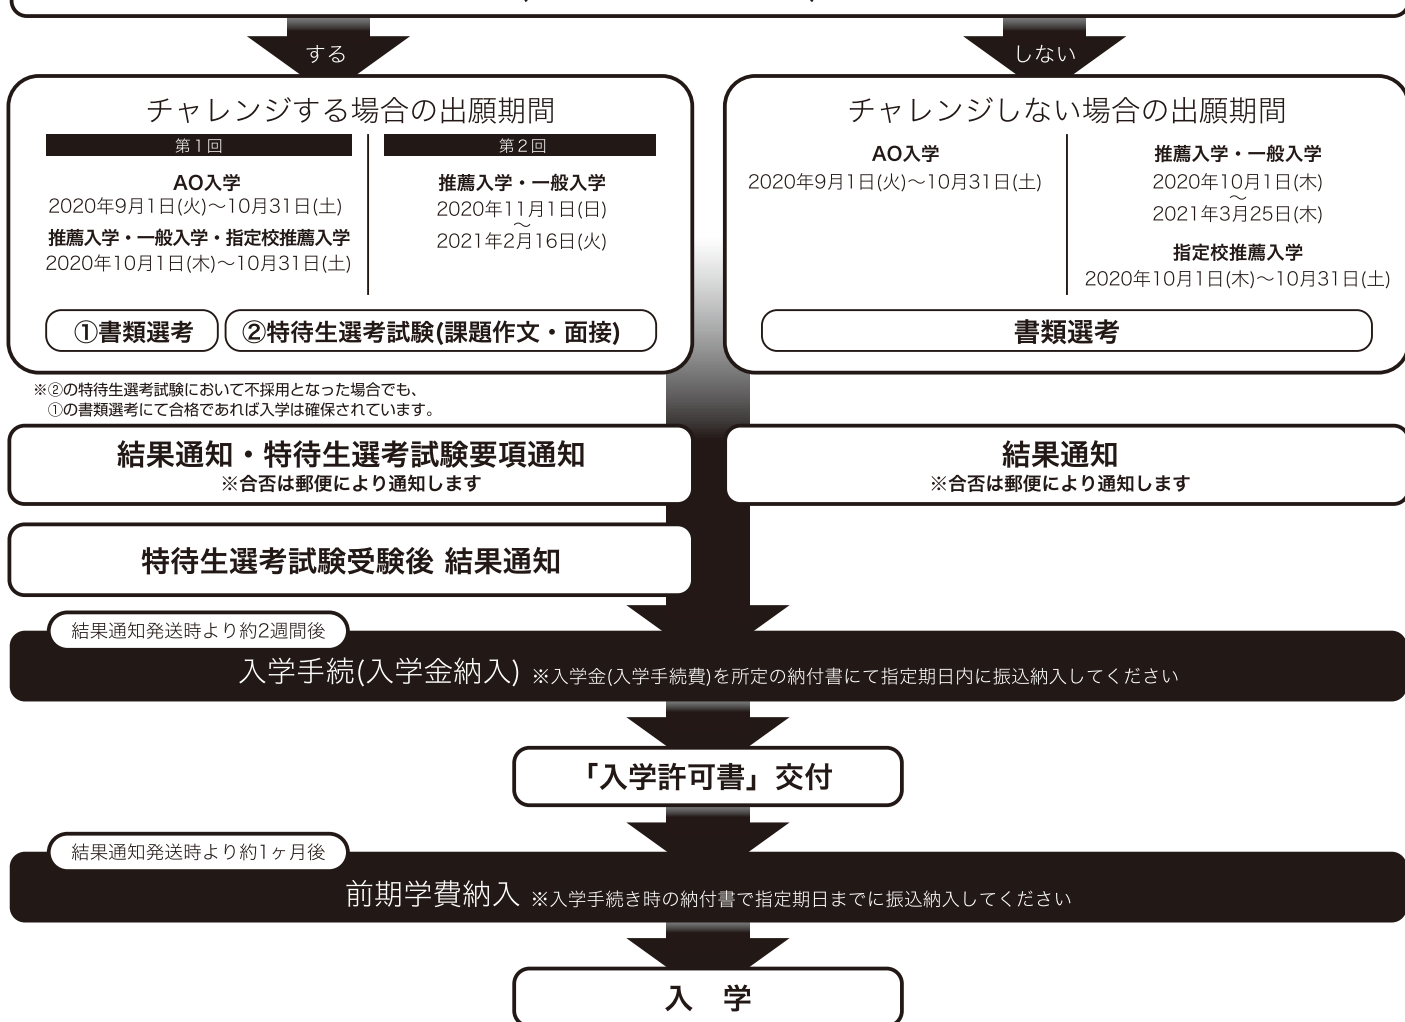 する
しない
チャレンジする場合の出願期間
第1回
AO入学
2020年9月1日(火)～10月31日(土)
推薦入学・一般入学・指定校推薦入学
2020年10月1日(木)～10月31日(土)
第2回
推薦入学・一般入学
2020年11月1日(日)
～
2021年2月16日(火)
①書類選考
②特待生選考試験(課題作文・面接)
チャレンジしない場合の出願期間
AO入学
2020年9月1日(火)～10月31日(土)
推薦入学・一般入学
2020年10月1日(木)
～
2021年3月25日(木)
指定校推薦入学
2020年10月1日(木)～10月31日(土)
書類選考
※②の特待生選考試験において不採用となった場合でも、
①の書類選考にて合格であれば入学は確保されています。
結果通知・特待生選考試験要項通知
※合否は郵便により通知します
結果通知
※合否は郵便により通知します
特待生選考試験受験後 結果通知
結果通知発送時より約2週間後
入学手続(入学金納入) ※入学金(入学手続費)を所定の納付書にて指定期日内に振込納入してください
「入学許可書」交付
結果通知発送時より約1ヶ月後
前期学費納入 ※入学手続き時の納付書で指定期日までに振込納入してください
入　学